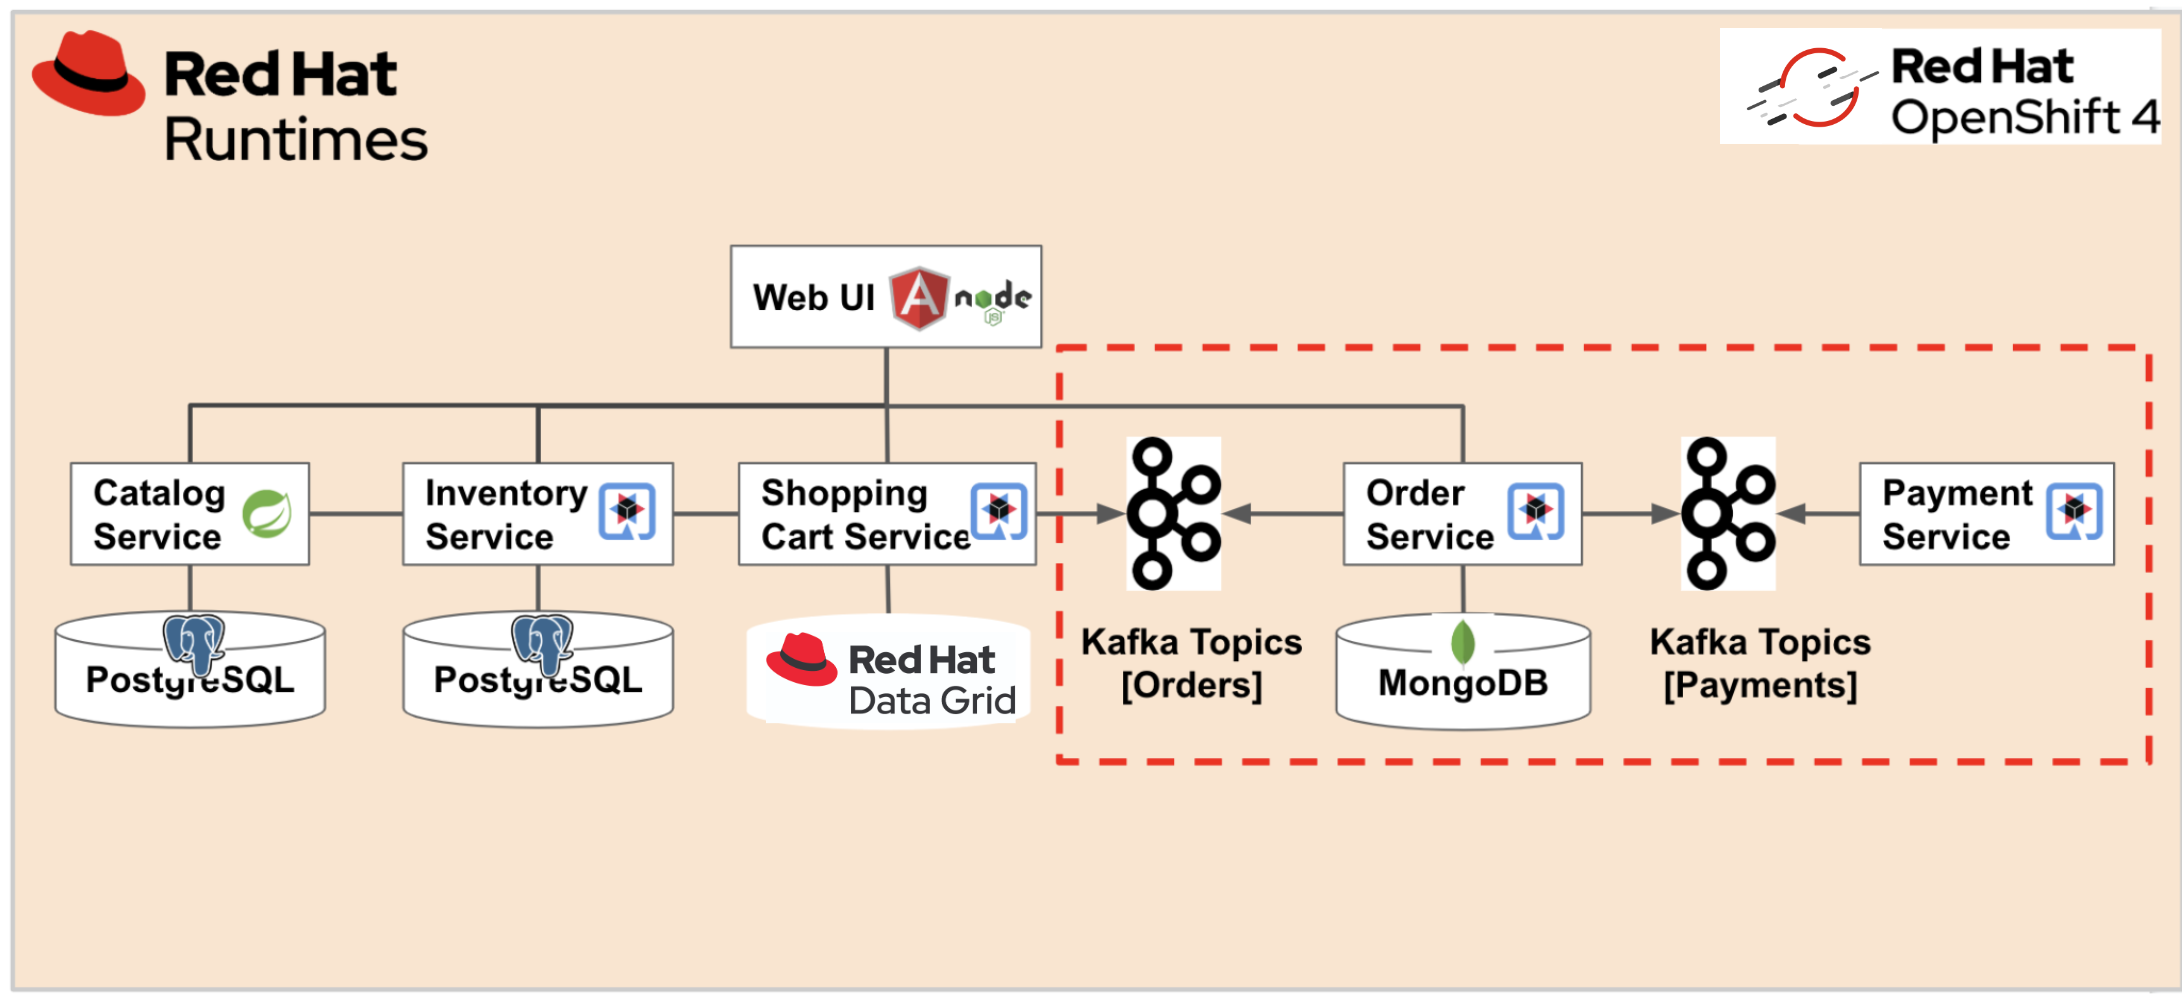 Red Hat
Runtimes
Red Hat
OpenShift 4
Web UI
node
JS
Catalog
Service
Inventory
Service
Shopping
Cart Service
Order
Service
Payment
Service
PostgreSQL
PostgreSQL
Red Hat
Data Grid
Kafka Topics
[Orders]
MongoDB
Kafka Topics
[Payments]